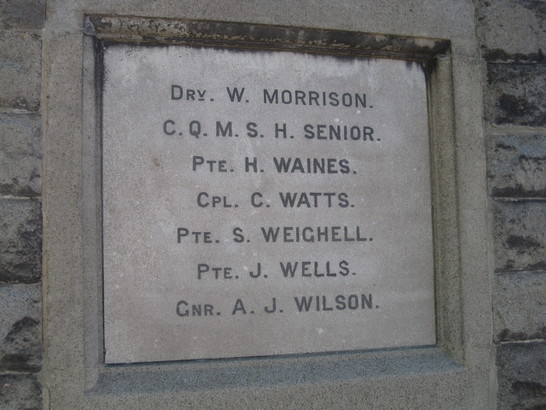 DRY. W. MORRISON.
C. Q. M. S. H. SENIOR.
PTE. H. WAINES.
CPL. C. WATTS.
PTE. S. WEIGHELL.
PTE. J. WELLS.
GNR. A. J. WILSON.